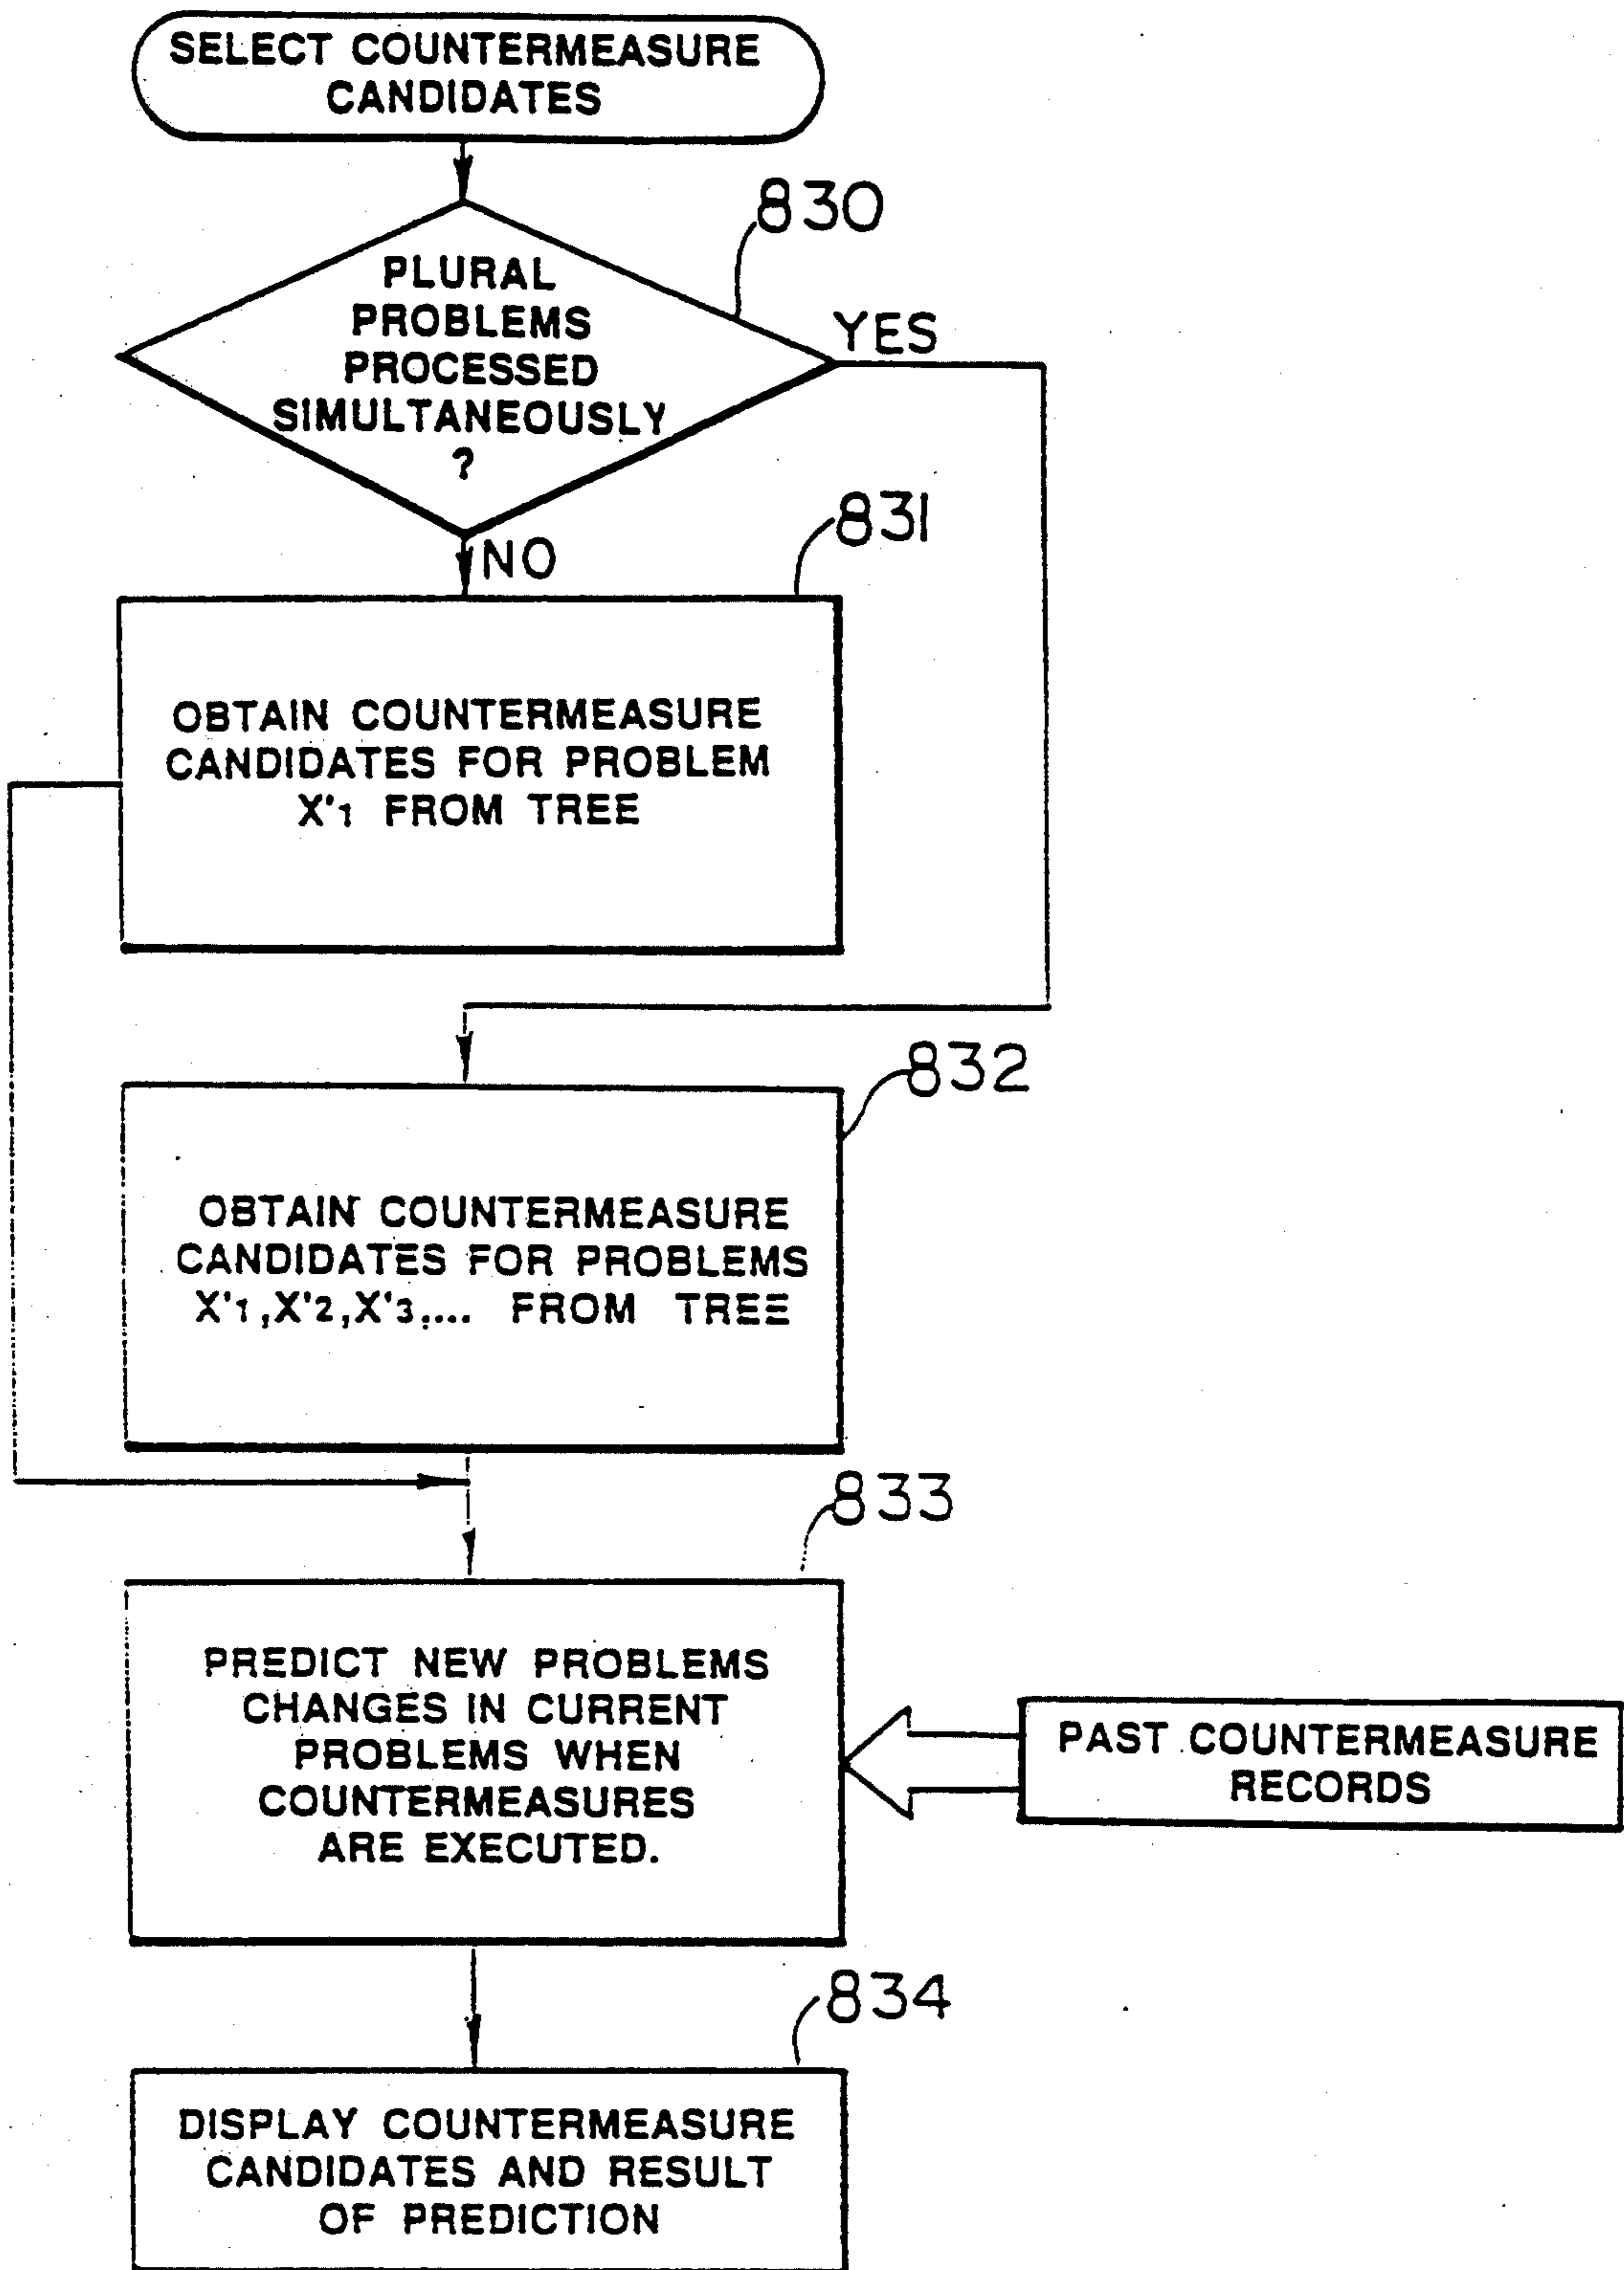 SELECT COUNTERMEASURE
CANDIDATES
830
PLURAL
PROBLEMS
PROCESSED
SIMULTANEOUSLY
?
YES
NO
831
OBTAIN COUNTERMEASURE
CANDIDATES FOR PROBLEM
X'1 FROM TREE
832
OBTAIN COUNTERMEASURE
CANDIDATES FOR PROBLEMS
X'1,X'2,X'3,... FROM TREE
833
PREDICT NEW PROBLEMS
CHANGES IN CURRENT
PROBLEMS WHEN
COUNTERMEASURES
ARE EXECUTED.
PAST COUNTERMEASURE
RECORDS
834
DISPLAY COUNTERMEASURE
CANDIDATES AND RESULT
OF PREDICTION